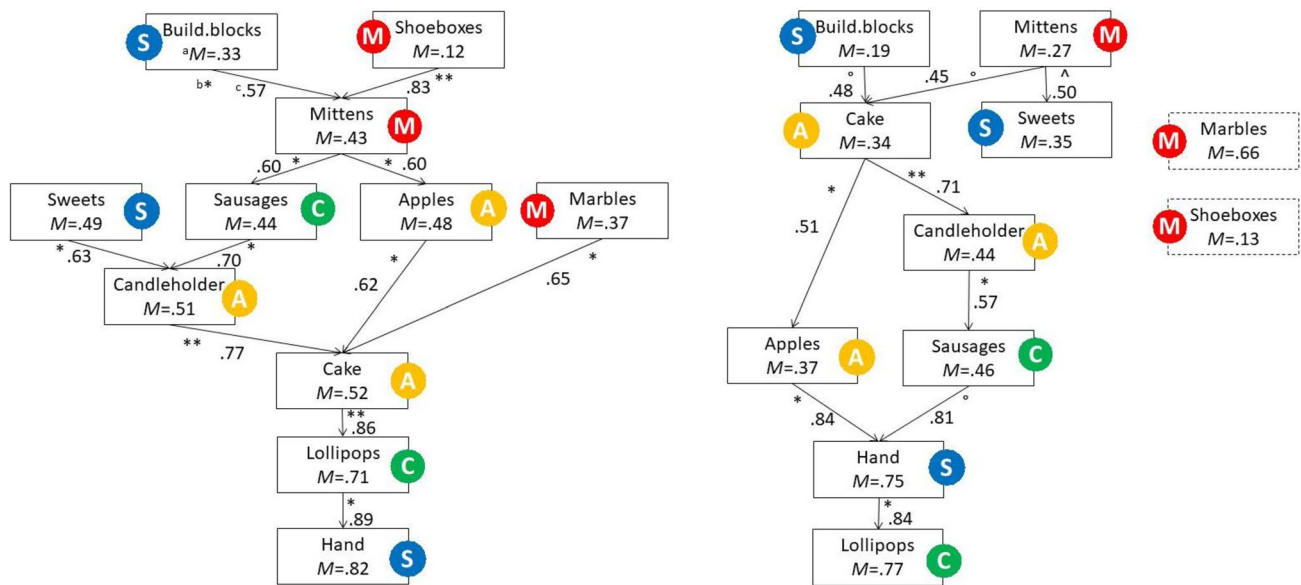 Build.blocks
ᵃM=.33
S
Shoeboxes
M=.12
M
ᵇ*
ᶜ.57
.83
**
Mittens
M=.43
M
.60
*
*
.60
Sweets
M=.49
S
Sausages
M=.44
C
Apples
M=.48
A
Marbles
M=.37
M
*
.63
.70
*
Candleholder
M=.51
A
*
.62
*
.65
**
.77
Cake
M=.52
A
**
.86
Lollipops
M=.71
C
*
.89
Hand
M=.82
S
Build.blocks
M=.19
S
Mittens
M=.27
M
°
.48
.45
°
^
.50
Cake
M=.34
A
Sweets
M=.35
S
Marbles
M=.66
M
Shoeboxes
M=.13
M
*
.51
**
.71
Candleholder
M=.44
A
*
.57
Apples
M=.37
A
Sausages
M=.46
C
*
.84
°
.81
Hand
M=.75
S
*
.84
Lollipops
M=.77
C